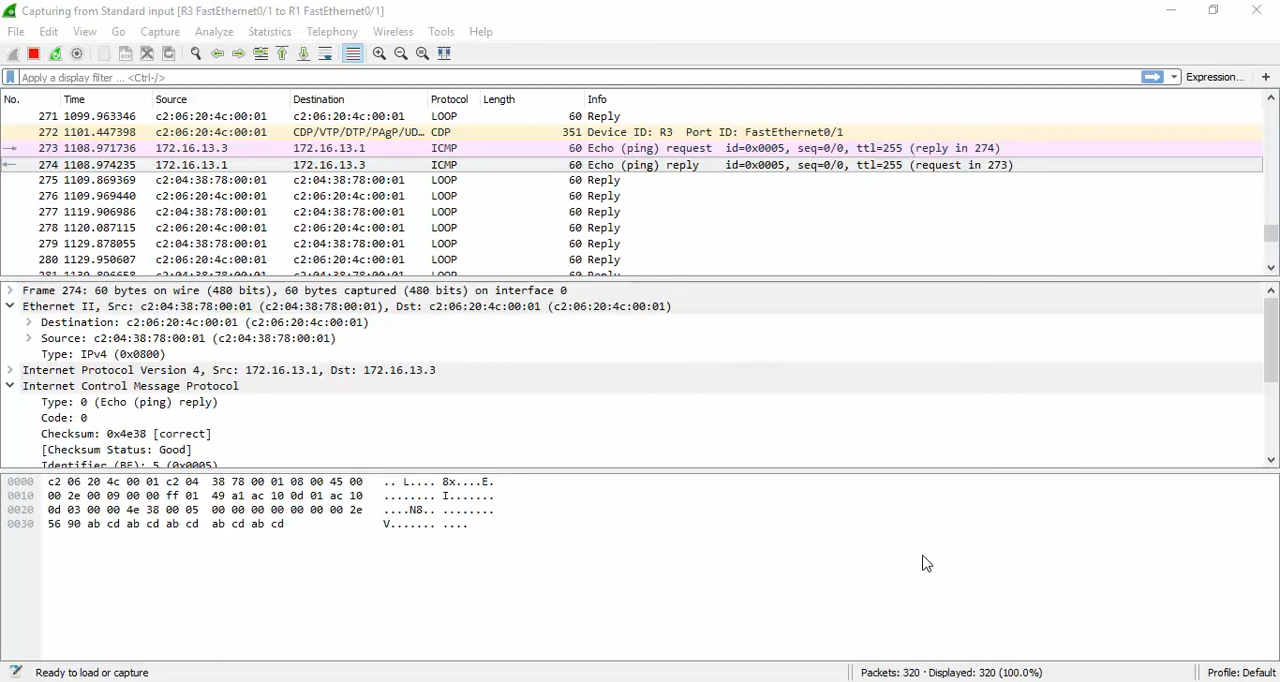 Capturing from Standard input [R3 FastEthernet0/1 to R1 FastEthernet0/1]
File Edit View Go Capture Analyze Statistics Telephony Wireless Tools Help
Apply a display filter ... <Ctrl-/> Expression... +
No. Time Source Destination Protocol Length Info
271 1099.963346 c2:06:20:4c:00:01 c2:06:20:4c:00:01 LOOP 60 Reply
272 1101.447398 c2:06:20:4c:00:01 CDP/VTP/DTP/PAgP/UD… CDP 351 Device ID: R3 Port ID: FastEthernet0/1
273 1108.971736 172.16.13.3 172.16.13.1 ICMP 60 Echo (ping) request id=0x0005, seq=0/0, ttl=255 (reply in 274)
274 1108.974235 172.16.13.1 172.16.13.3 ICMP 60 Echo (ping) reply id=0x0005, seq=0/0, ttl=255 (request in 273)
275 1109.869369 c2:04:38:78:00:01 c2:04:38:78:00:01 LOOP 60 Reply
276 1109.969440 c2:06:20:4c:00:01 c2:06:20:4c:00:01 LOOP 60 Reply
277 1119.906986 c2:04:38:78:00:01 c2:04:38:78:00:01 LOOP 60 Reply
278 1120.087115 c2:06:20:4c:00:01 c2:06:20:4c:00:01 LOOP 60 Reply
279 1129.878055 c2:04:38:78:00:01 c2:04:38:78:00:01 LOOP 60 Reply
280 1129.950607 c2:06:20:4c:00:01 c2:06:20:4c:00:01 LOOP 60 Reply
281 1139.896658 c2:04:38:78:00:01 c2:04:38:78:00:01 LOOP 60 Reply
Frame 274: 60 bytes on wire (480 bits), 60 bytes captured (480 bits) on interface 0
Ethernet II, Src: c2:04:38:78:00:01 (c2:04:38:78:00:01), Dst: c2:06:20:4c:00:01 (c2:06:20:4c:00:01)
Destination: c2:06:20:4c:00:01 (c2:06:20:4c:00:01)
Source: c2:04:38:78:00:01 (c2:04:38:78:00:01)
Type: IPv4 (0x0800)
Internet Protocol Version 4, Src: 172.16.13.1, Dst: 172.16.13.3
Internet Control Message Protocol
Type: 0 (Echo (ping) reply)
Code: 0
Checksum: 0x4e38 [correct]
[Checksum Status: Good]
Identifier (BE): 5 (0x0005)
0000 c2 06 20 4c 00 01 c2 04 38 78 00 01 08 00 45 00 .. L.... 8x....E.
0010 00 2e 00 09 00 00 ff 01 49 a1 ac 10 0d 01 ac 10 ........ I.......
0020 0d 03 00 00 4e 38 00 05 00 00 00 00 00 00 00 2e ....N8.. ........
0030 56 90 ab cd ab cd ab cd ab cd ab cd V....... ....
Ready to load or capture Packets: 320 · Displayed: 320 (100.0%) Profile: Default